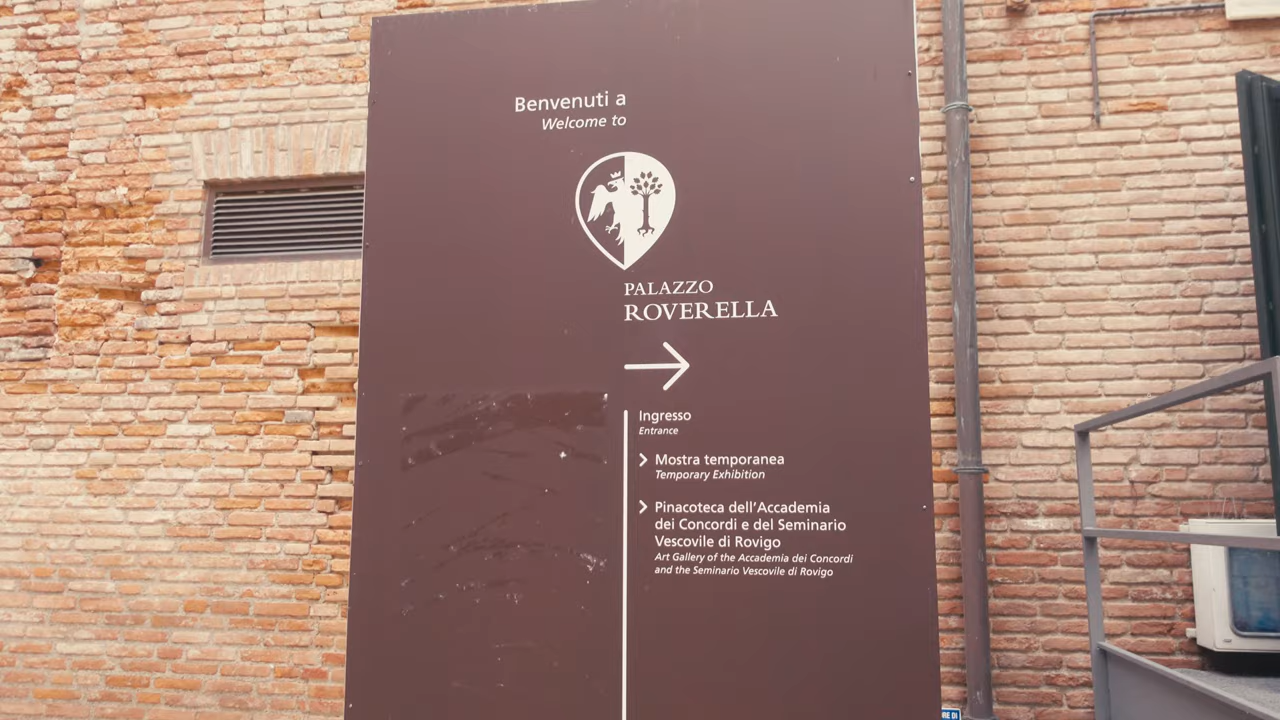 Benvenuti a
Welcome to
PALAZZO
ROVERELLA
Ingresso
Entrance
Mostra temporanea
Temporary Exhibition
Pinacoteca dell'Accademia
dei Concordi e del Seminario
Vescovile di Rovigo
Art Gallery of the Accademia dei Concordi
and the Seminario Vescovile di Rovigo